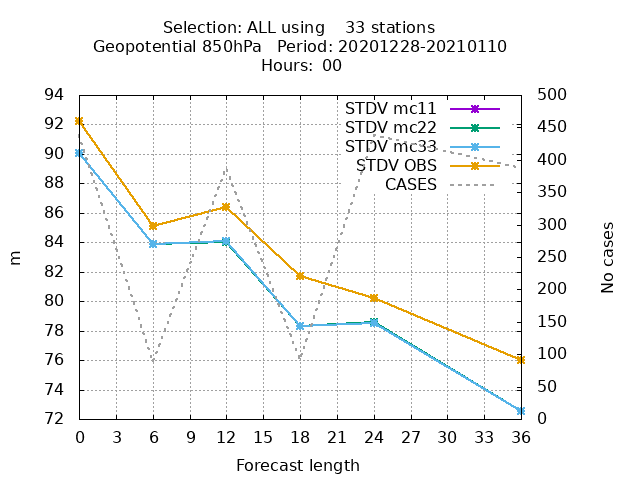 Selection: ALL using    33 stations
Geopotential 850hPa   Period: 20201228-20210110
Hours: 00
STDV mc11
STDV mc22
STDV mc33
STDV OBS
CASES
94
92
90
88
86
84
82
80
78
76
74
72
m
500
450
400
350
300
250
200
150
100
50
0
No cases
0 3 6 9 12 15 18 21 24 27 30 33 36
Forecast length